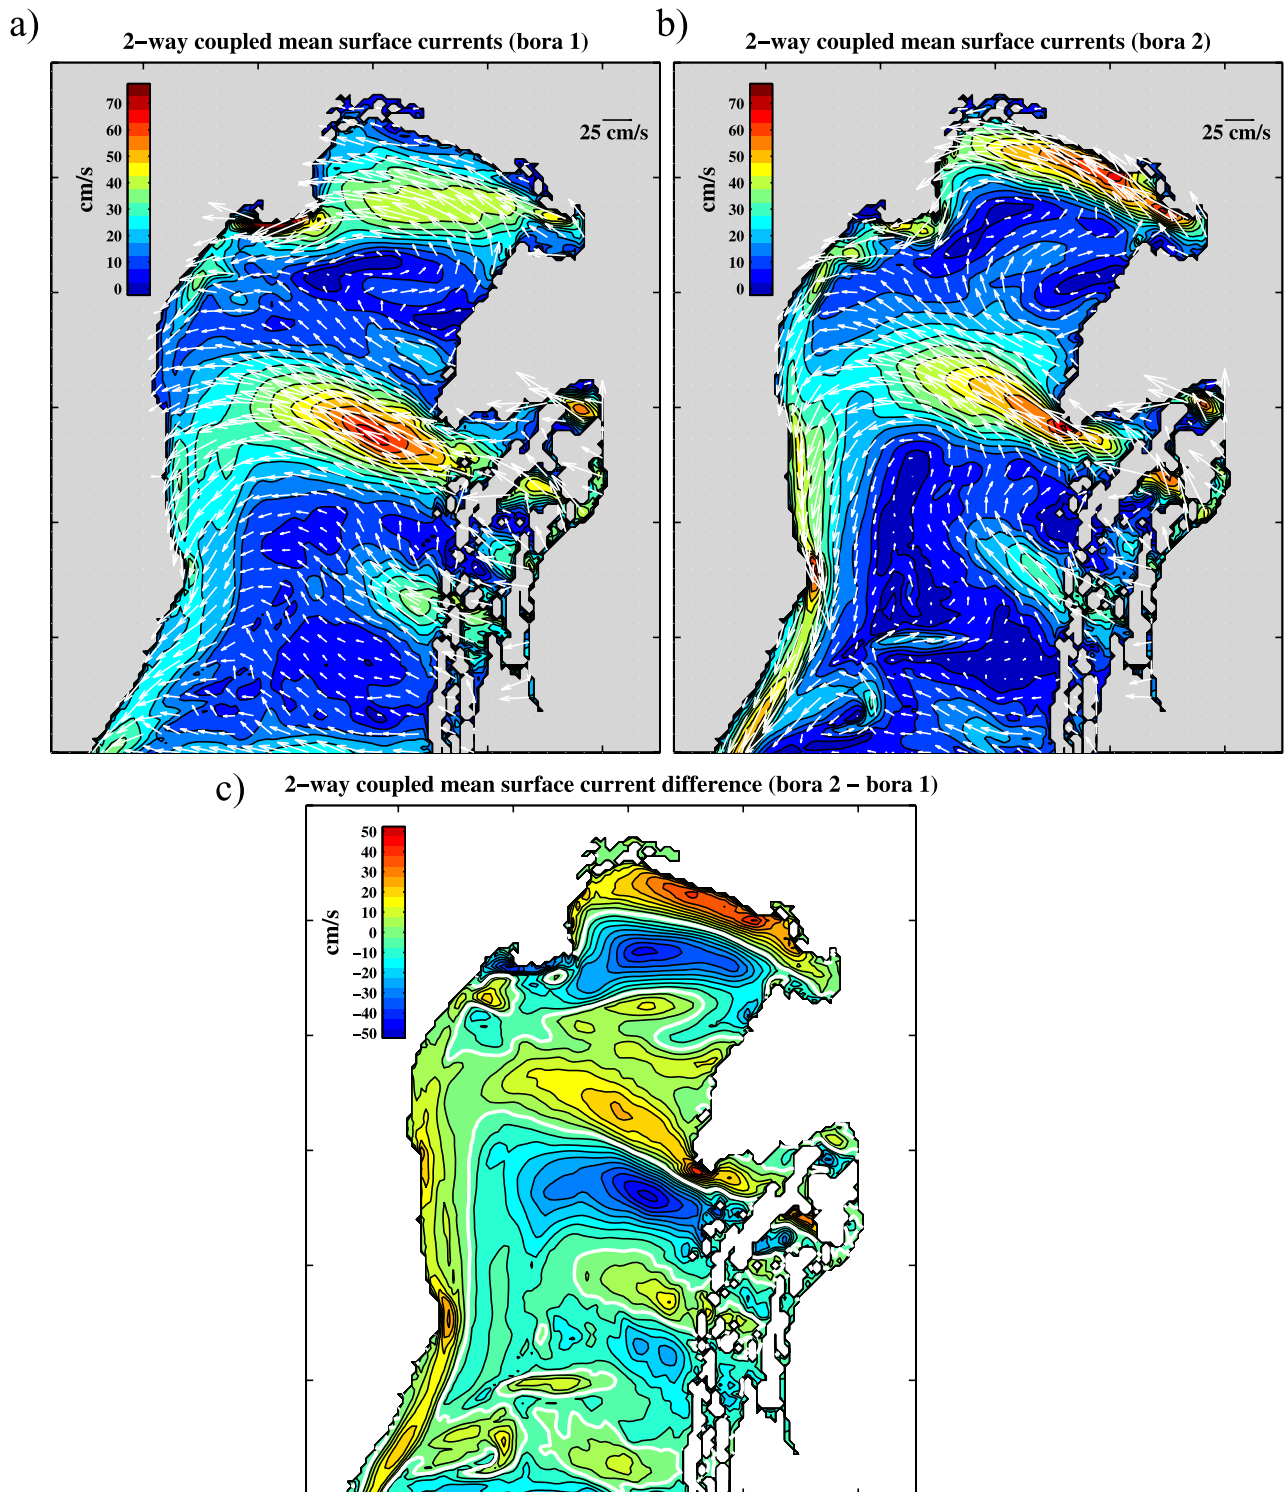 a)
2−way coupled mean surface currents (bora 1)
70
60
50
40
30
20
10
0
cm/s
25 cm/s
b)
2−way coupled mean surface currents (bora 2)
70
60
50
40
30
20
10
0
cm/s
25 cm/s
c)
2−way coupled mean surface current difference (bora 2 − bora 1)
50
40
30
20
10
0
−10
−20
−30
−40
−50
cm/s